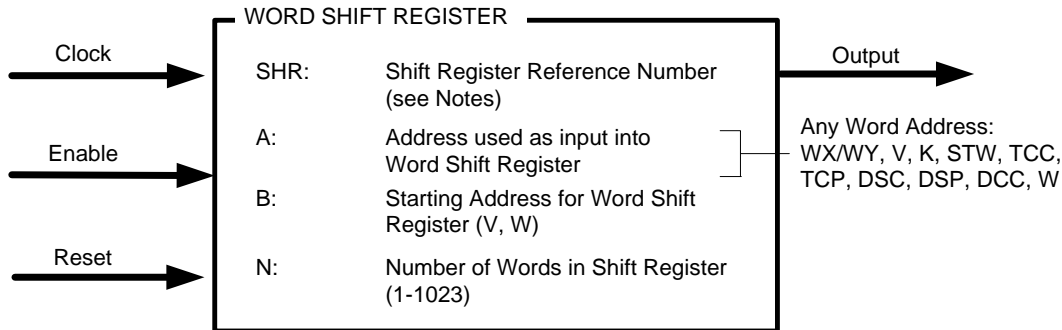 WORD SHIFT REGISTER
Clock
Enable
Reset
SHR: Shift Register Reference Number
(see Notes)
A: Address used as input into
Word Shift Register
B: Starting Address for Word Shift
Register (V, W)
N: Number of Words in Shift Register
(1-1023)
Output
Any Word Address:
WX/WY, V, K, STW, TCC,
TCP, DSC, DSP, DCC, W